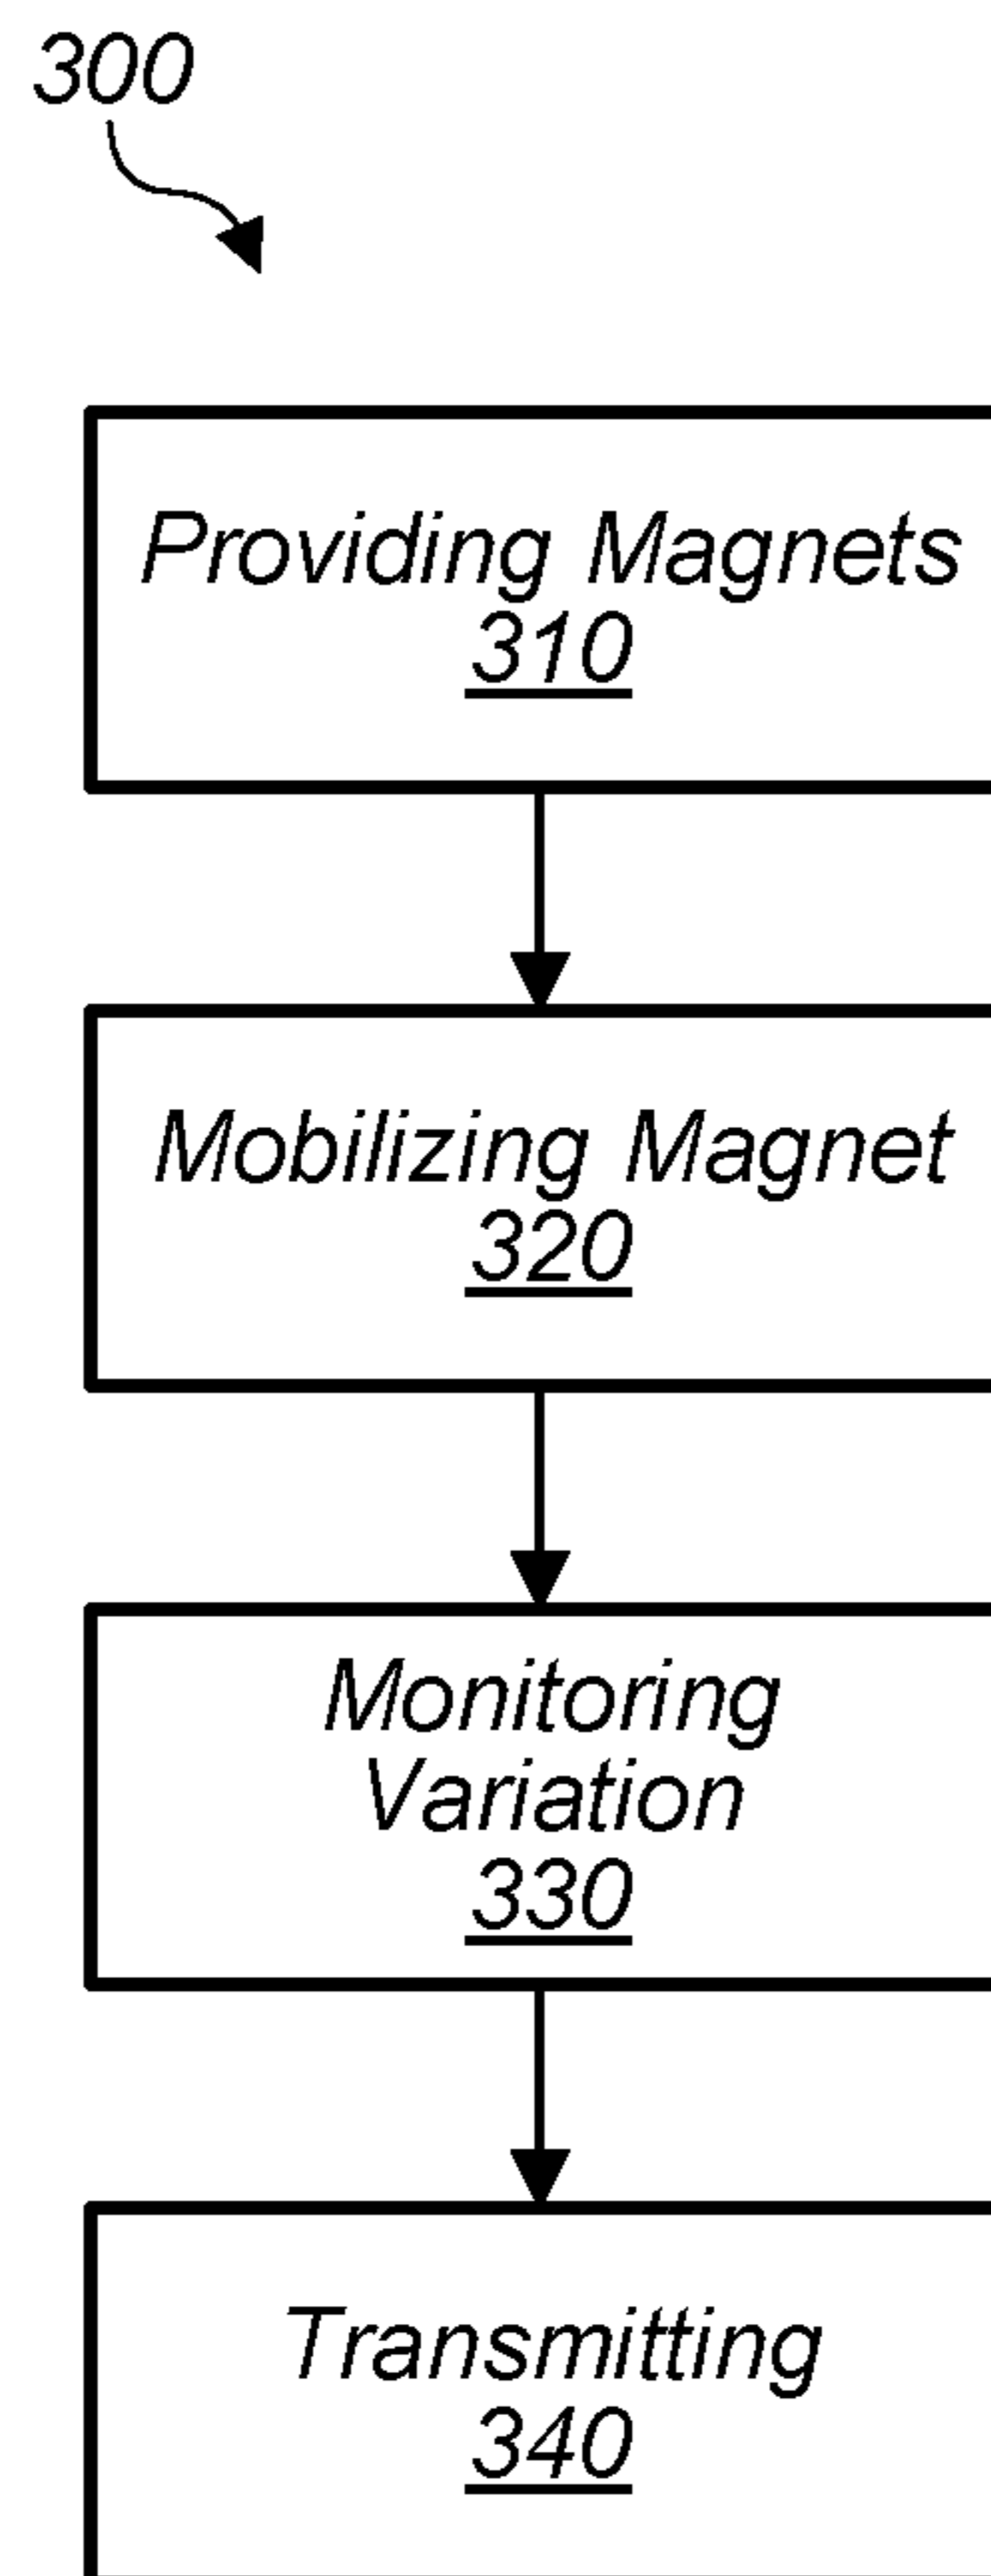 300
Providing Magnets
310
Mobilizing Magnet
320
Monitoring
Variation
330
Transmitting
340